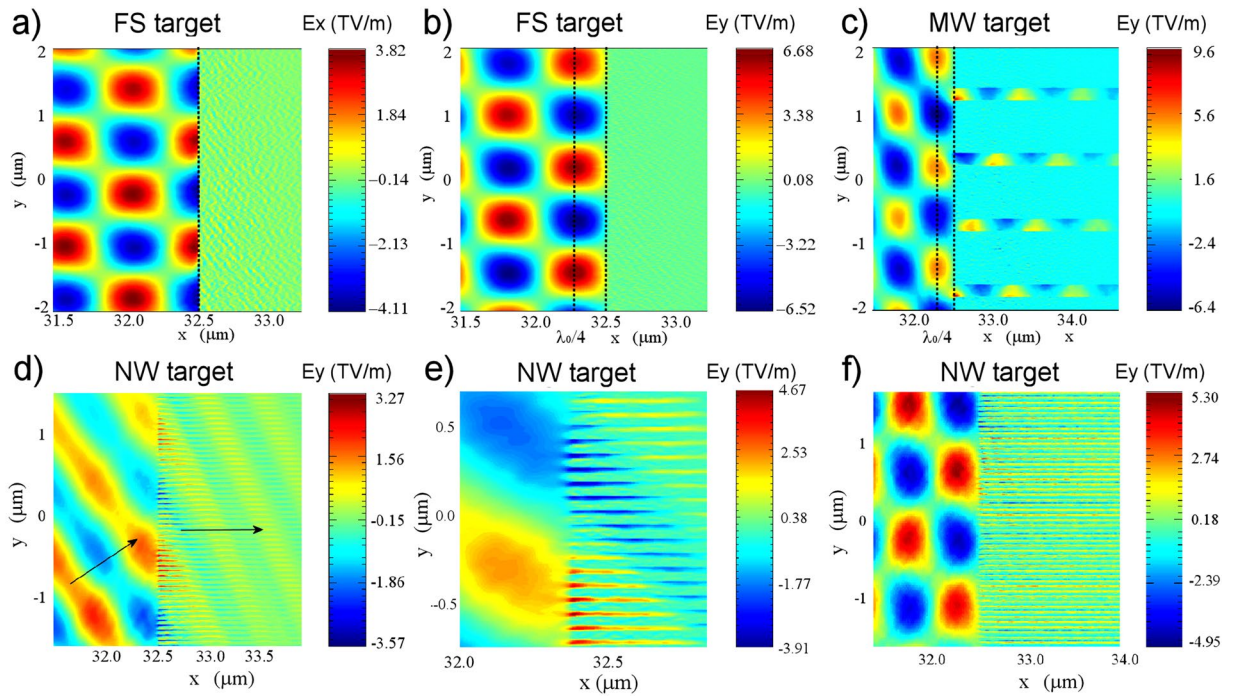 a) FS target Ex (TV/m)
2
1
0
-1
-2
y (μm)
31.5 32.0 32.5 33.0
x (μm)
3.82
1.84
−0.14
−2.13
−4.11
b) FS target Ey (TV/m)
2
1
0
-1
-2
y (μm)
31.5 32.0 32.5 33.0
λ₀/4 x (μm)
6.68
3.38
0.08
−3.22
−6.52
c) MW target Ey (TV/m)
2
1
0
-1
-2
y (μm)
32.0 33.0 34.0
λ₀/4 x (μm) x
9.6
5.6
1.6
-2.4
-6.4
d) NW target Ey (TV/m)
1
0
-1
y (μm)
32.0 32.5 33.0 33.5
x (μm)
3.27
1.56
-0.15
-1.86
-3.57
e) NW target Ey (TV/m)
0.5
0.0
-0.5
y (μm)
32.0 32.5
x (μm)
4.67
2.53
0.38
-1.77
-3.91
f) NW target Ey (TV/m)
1
0
-1
y (μm)
32.0 33.0 34.0
x (μm)
5.30
2.74
0.18
-2.39
-4.95